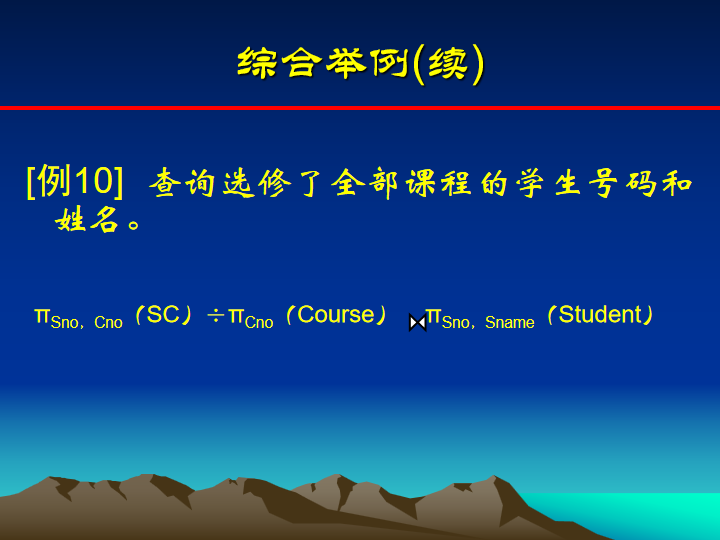 综合举例(续)
[例10] 查询选修了全部课程的学生号码和
姓名。
πSno，Cno（SC）÷πCno（Course） ⋈ πSno，Sname（Student）